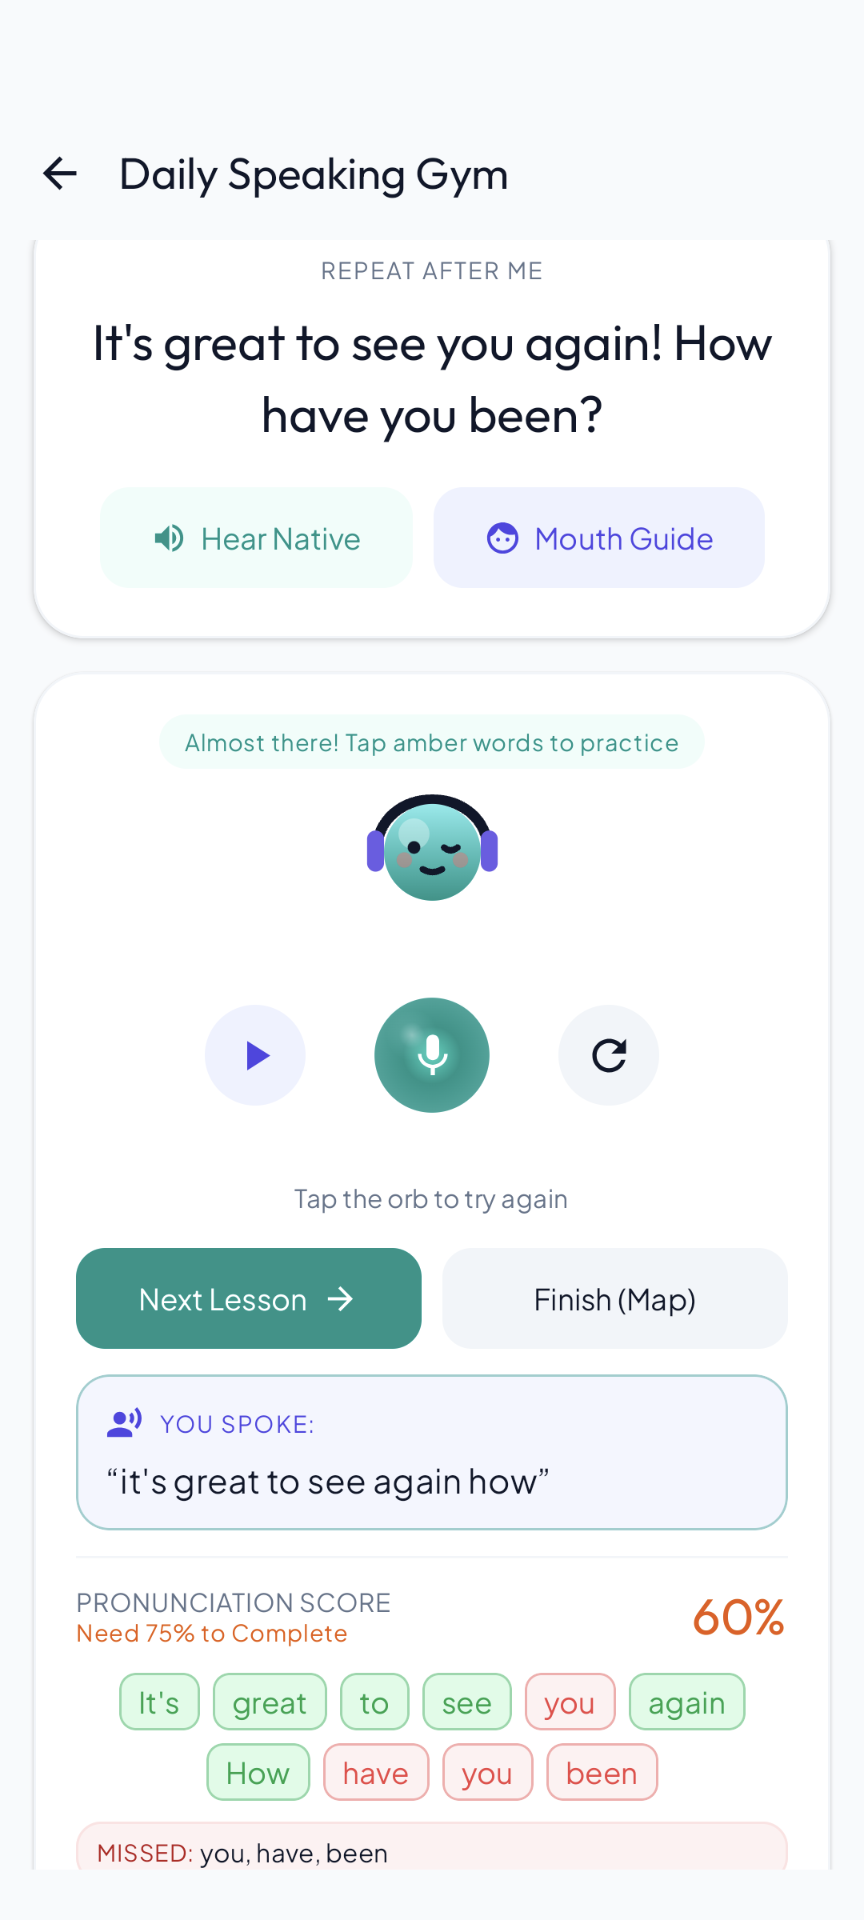 Daily Speaking Gym
REPEAT AFTER ME
It's great to see you again! How
have you been?
Hear Native
Mouth Guide
Almost there! Tap amber words to practice
Tap the orb to try again
Next Lesson →
Finish (Map)
YOU SPOKE:
“it's great to see again how”
PRONUNCIATION SCORE
Need 75% to Complete
60%
It's great to see you again
How have you been
MISSED: you, have, been